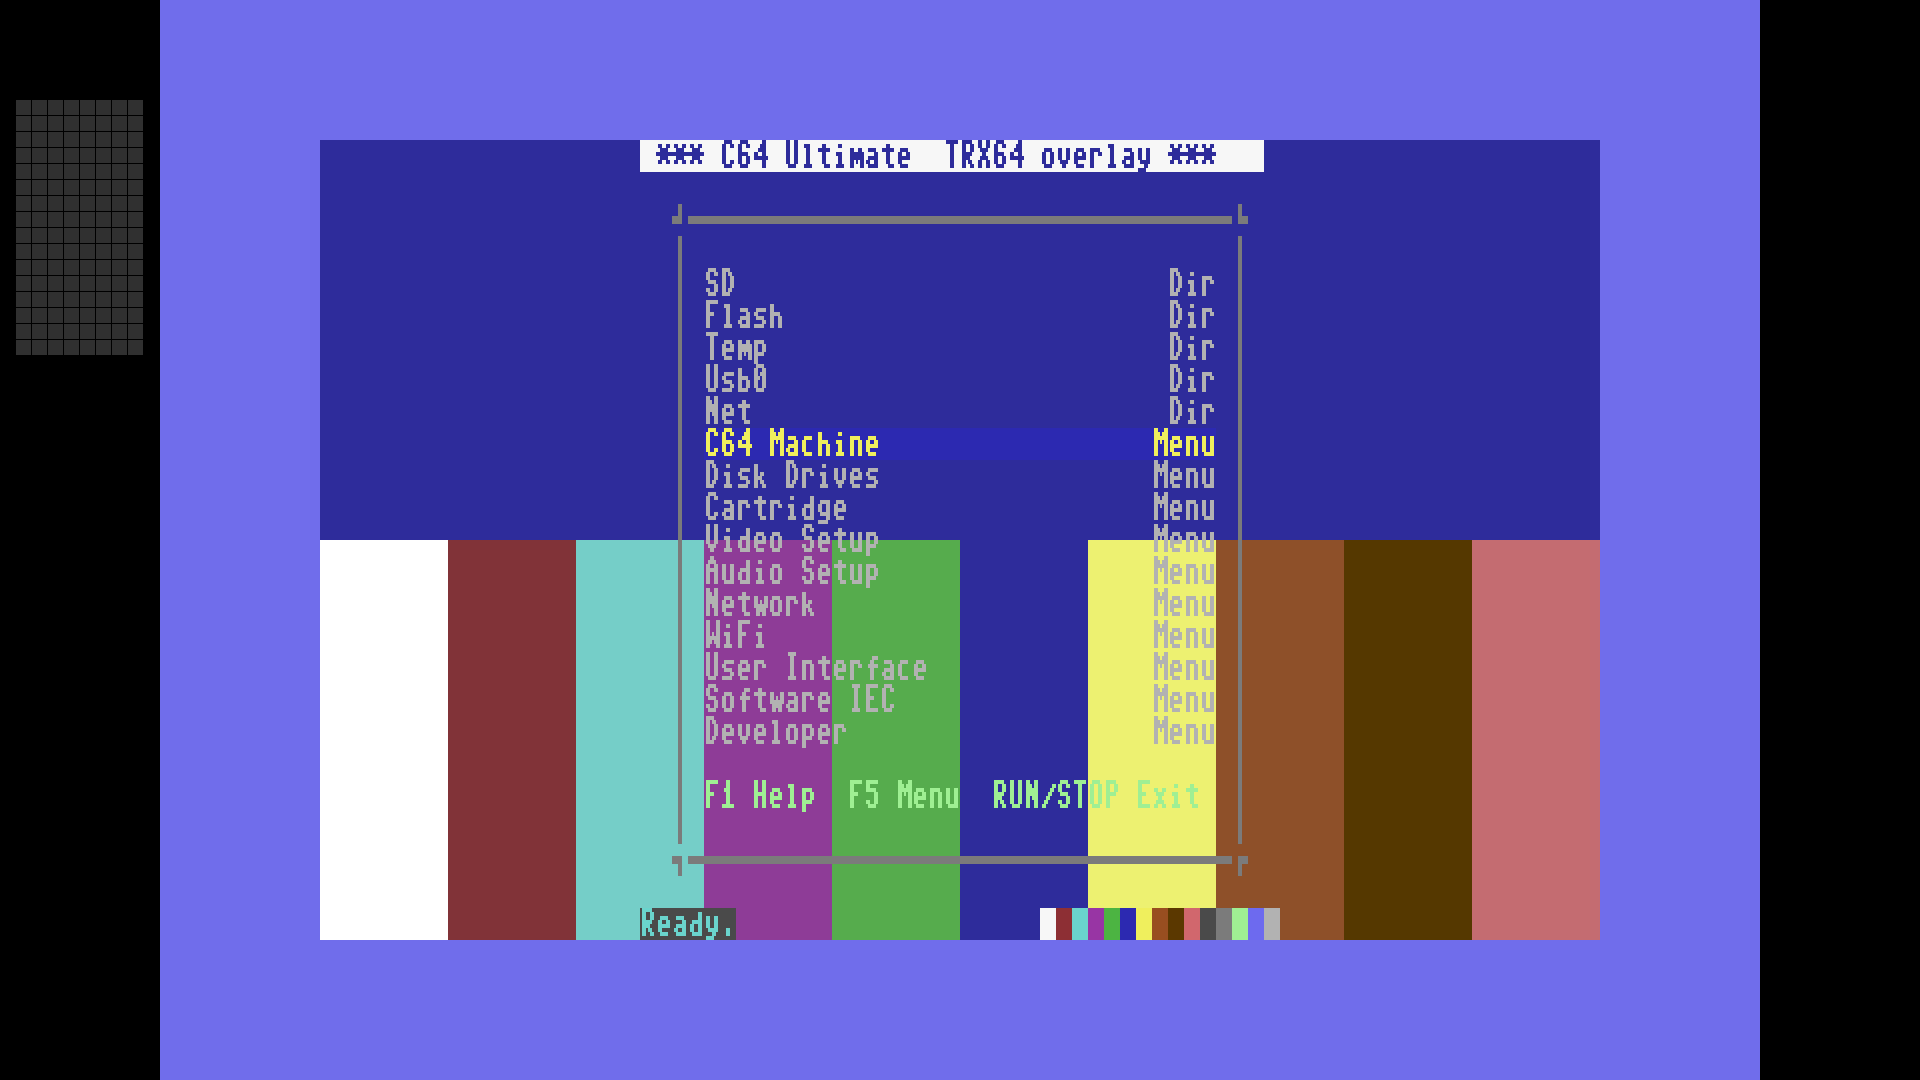 *** C64 Ultimate  TRX64 overlay ***
SD Dir
Flash Dir
Temp Dir
Usb0 Dir
Net Dir
C64 Machine Menu
Disk Drives Menu
Cartridge Menu
Video Setup Menu
Audio Setup Menu
Network Menu
WiFi Menu
User Interface Menu
Software IEC Menu
Developer Menu
F1 Help  F5 Menu  RUN/STOP Exit
Ready.